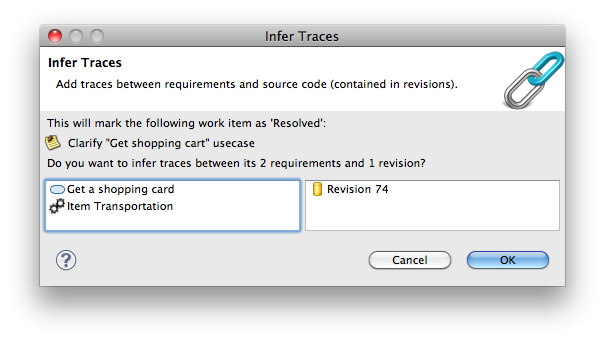 Infer Traces
Infer Traces
Add traces between requirements and source code (contained in revisions).
This will mark the following work item as 'Resolved':
Clarify "Get shopping cart" usecase
Do you want to infer traces between its 2 requirements and 1 revision?
Get a shopping card
Revision 74
Item Transportation
?
Cancel
OK